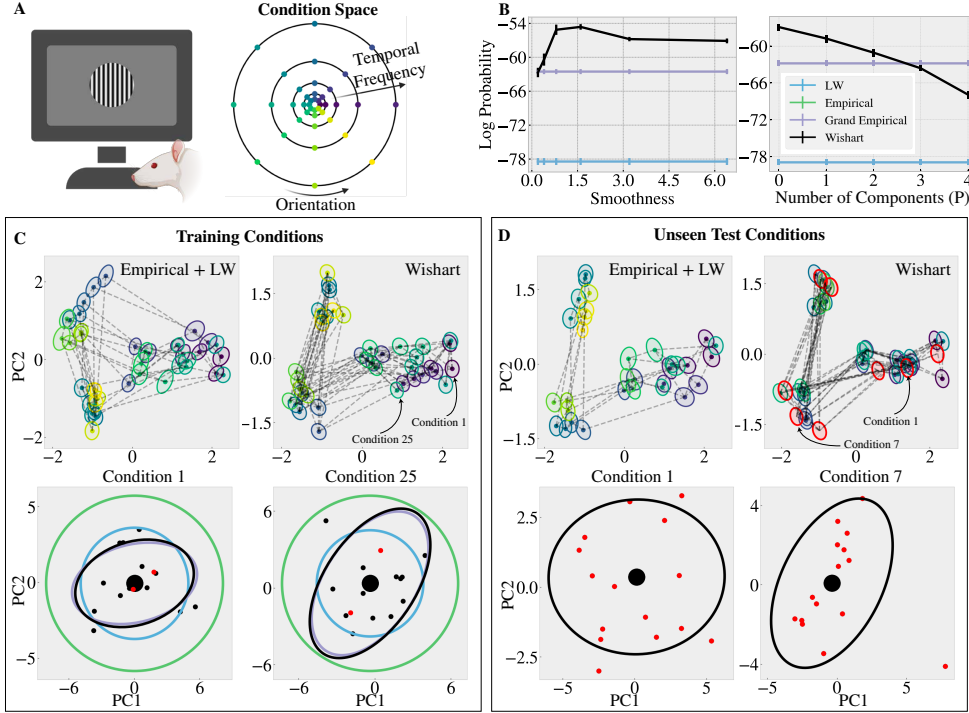 A
Condition Space
Temporal
Frequency
Orientation
B
−54
−60
−66
−72
−78
Log Probability
0.0
1.6
3.2
4.8
6.4
Smoothness
−60
−66
−72
−78
LW
Empirical
Grand Empirical
Wishart
0
1
2
3
4
Number of Components (P)
C
Training Conditions
Empirical + LW
2
0
−2
PC2
−2
0
2
Wishart
1.5
0.0
−1.5
−2
0
2
Condition 25
Condition 1
Condition 1
5
0
−5
PC2
−6
0
6
PC1
Condition 25
6
0
−6
−6
0
6
PC1
D
Unseen Test Conditions
Empirical + LW
1.5
0.0
−1.5
PC2
−2
0
2
Wishart
1.5
0.0
−1.5
−2
0
2
Condition 1
Condition 7
Condition 1
2.5
0.0
−2.5
PC2
−5
0
5
PC1
Condition 7
4
0
−4
−5
0
5
PC1